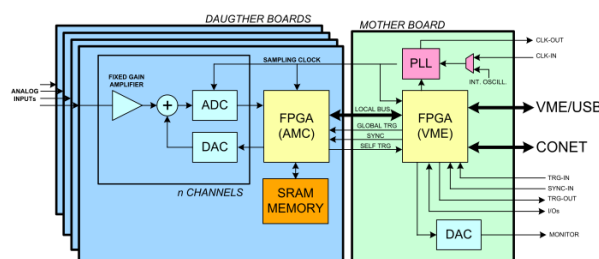 DAUGTHER BOARDS
MOTHER BOARD
CLK-OUT
CLK-IN
PLL
INT. OSCILL.
FIXED GAIN
AMPLIFIER
SAMPLING CLOCK
ANALOG
INPUTs
+
ADC
DAC
n CHANNELS
FPGA
(AMC)
SRAM
MEMORY
LOCAL BUS
GLOBAL TRG
SYNC
SELF TRG
FPGA
(VME)
VME/USB
CONET
TRG-IN
SYNC-IN
TRG-OUT
I/Os
DAC
MONITOR